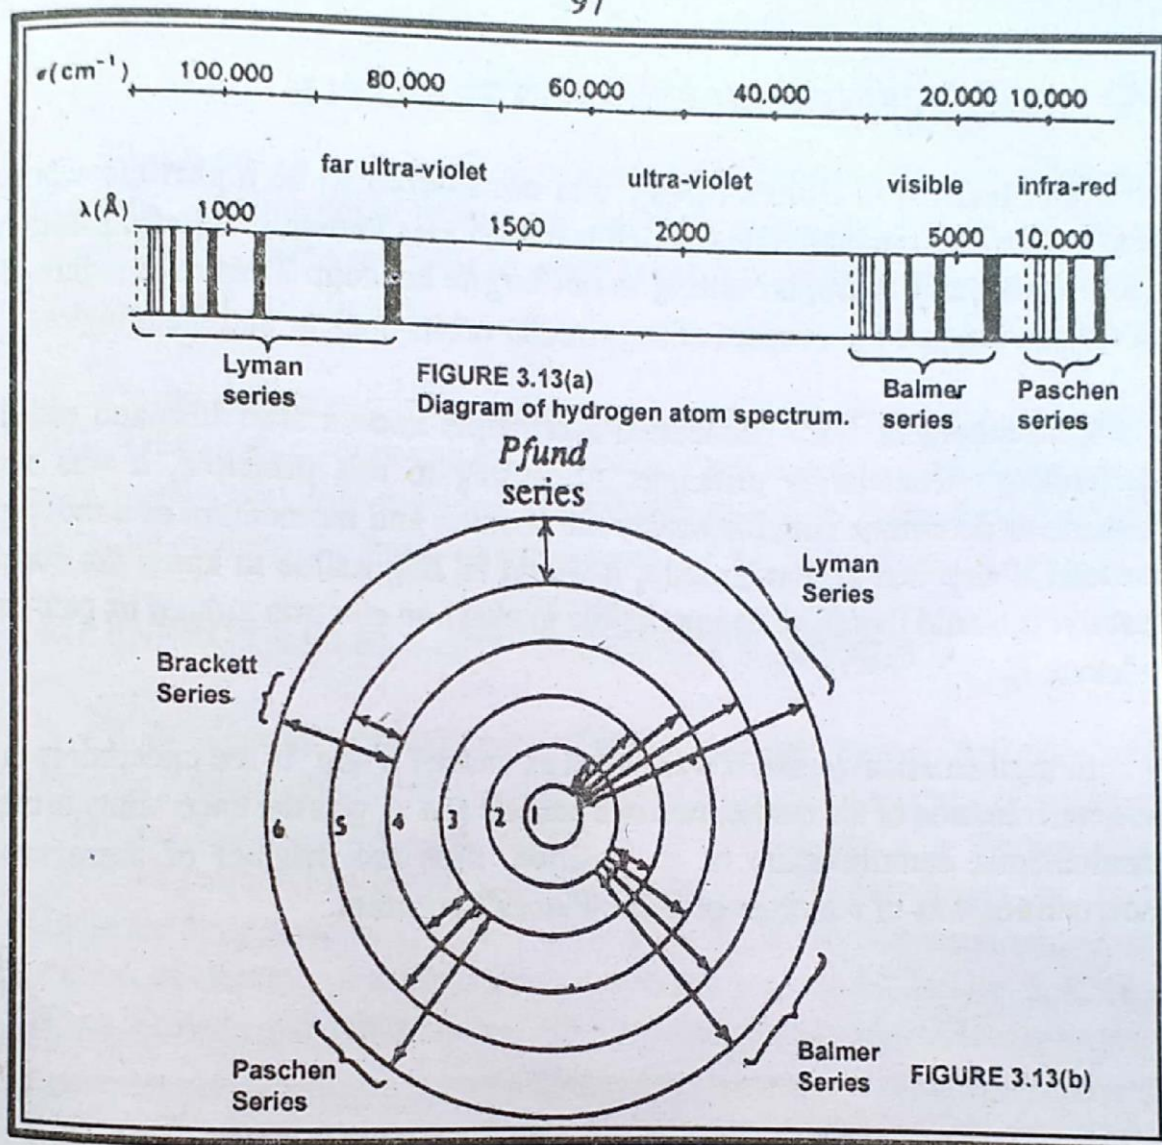 97
σ(cm⁻¹) 100,000 80,000 60,000 40,000 20,000 10,000
far ultra-violet ultra-violet visible infra-red
λ(Å) 1000 1500 2000 5000 10,000
Lyman
series
FIGURE 3.13(a)
Diagram of hydrogen atom spectrum.
Balmer
series
Paschen
series
Pfund
series
Lyman
Series
Brackett
Series
6 5 4 3 2 1
Paschen
Series
Balmer
Series
FIGURE 3.13(b)